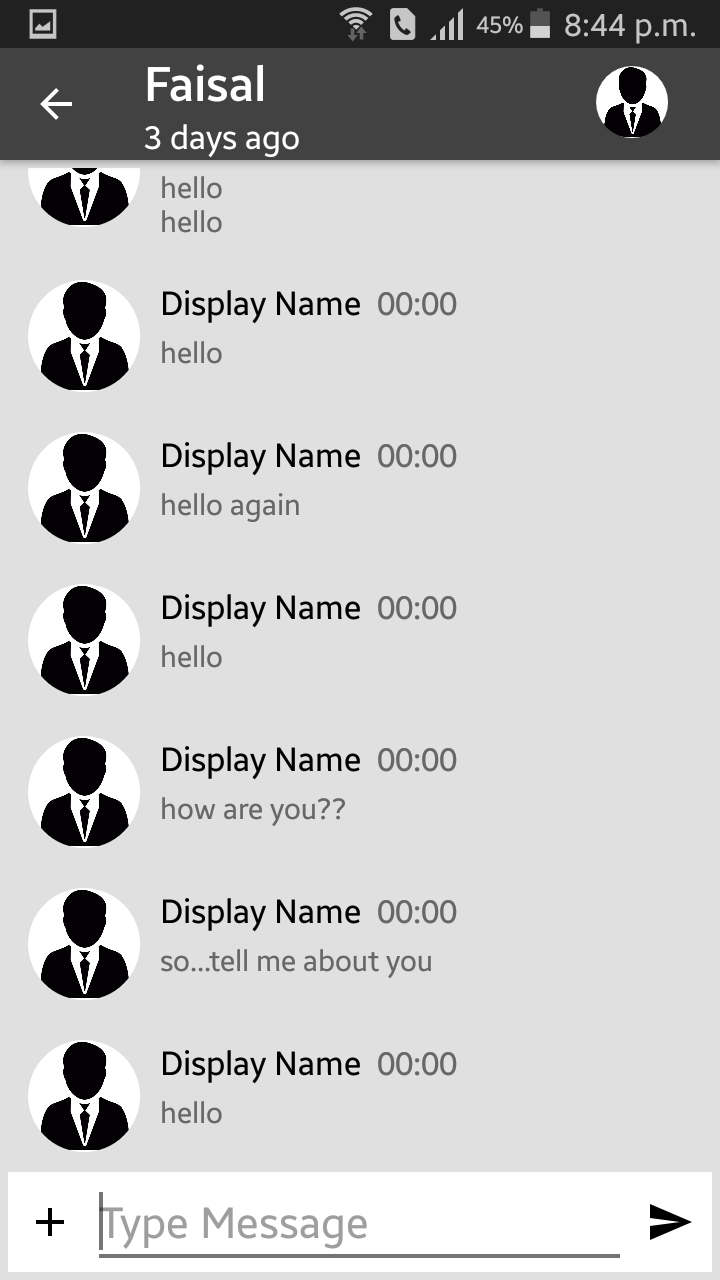 45% 8:44 p.m.
Faisal
3 days ago
hello
hello
Display Name 00:00
hello
Display Name 00:00
hello again
Display Name 00:00
hello
Display Name 00:00
how are you??
Display Name 00:00
so...tell me about you
Display Name 00:00
hello
Type Message